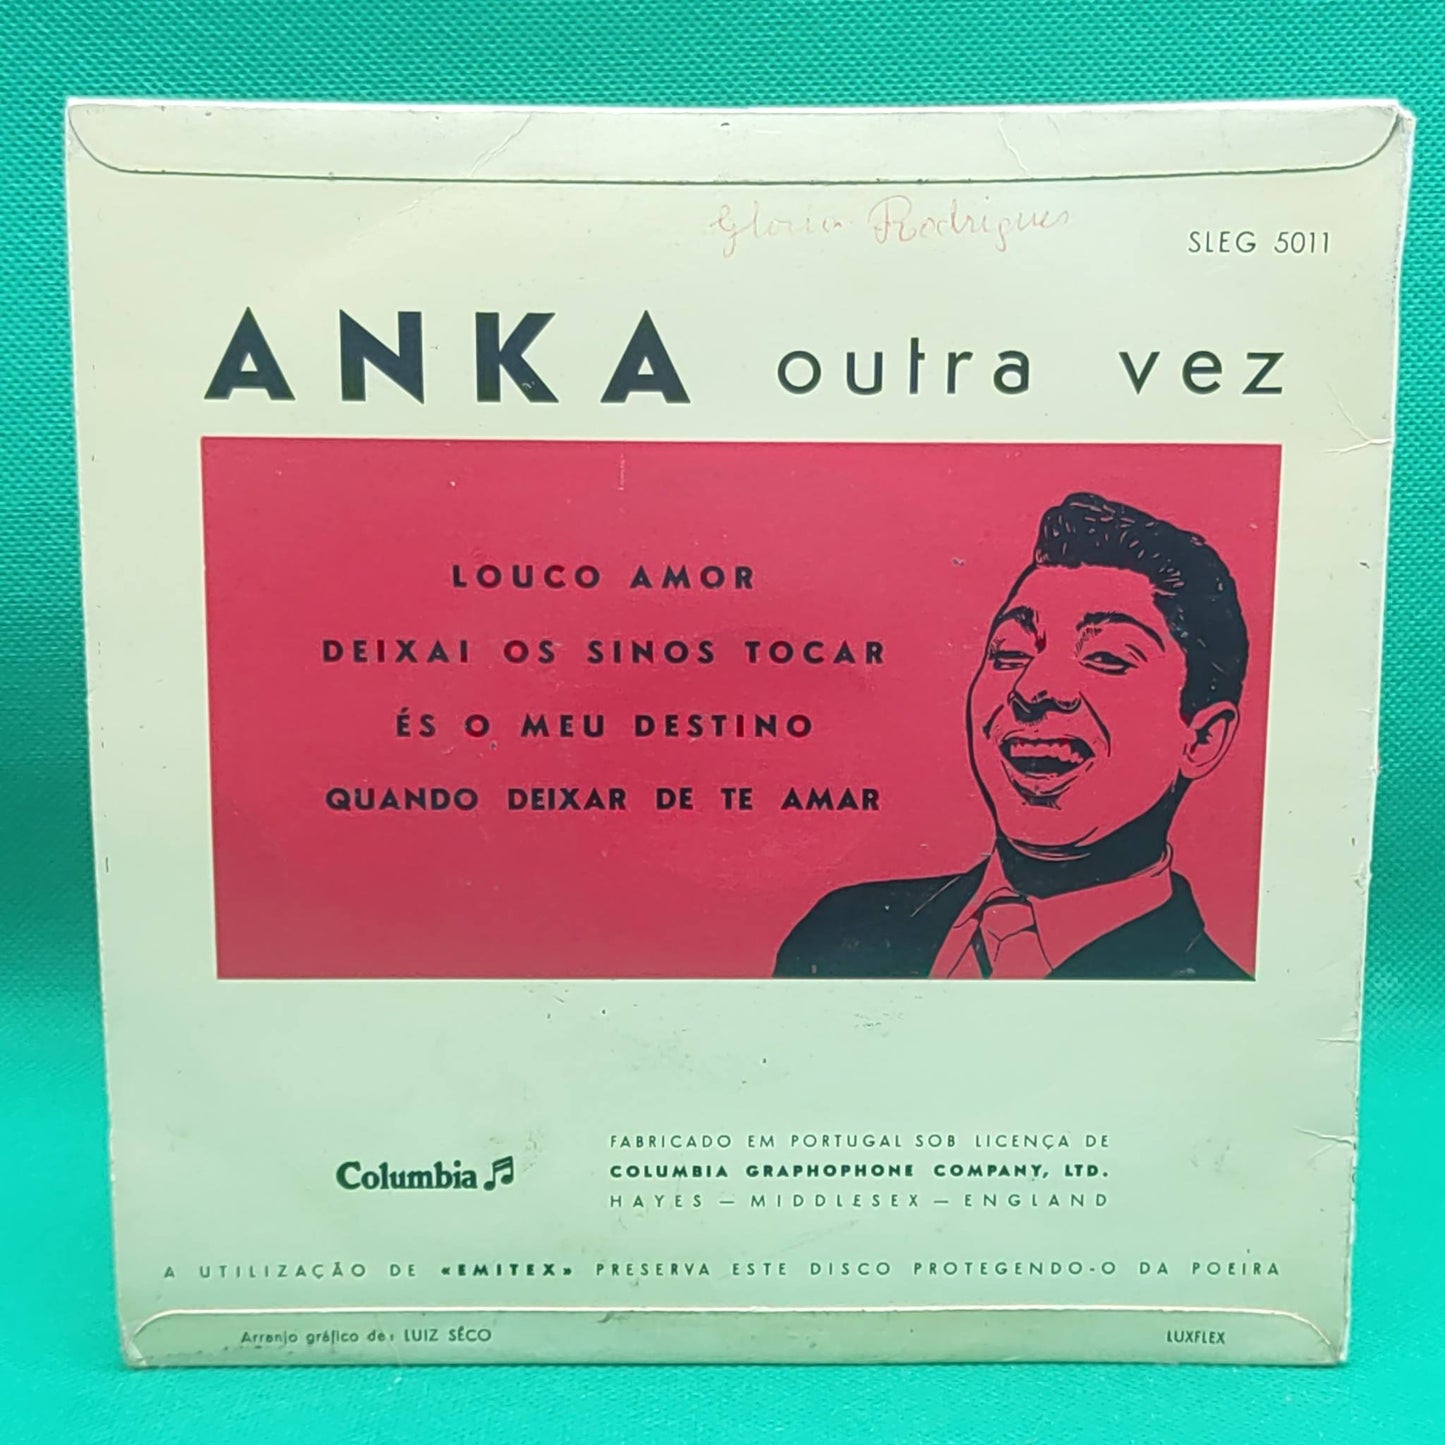 Gloria Rodrigues
SLEG 5011
ANKA outra vez
LOUCO AMOR
DEIXAI OS SINOS TOCAR
ÉS O MEU DESTINO
QUANDO DEIXAR DE TE AMAR
Columbia
FABRICADO EM PORTUGAL SOB LICENÇA DE
COLUMBIA GRAPHOPHONE COMPANY, LTD.
HAYES — MIDDLESEX — ENGLAND
A UTILIZAÇÃO DE «EMITEX» PRESERVA ESTE DISCO PROTEGENDO-O DA POEIRA
Arranjo gráfico de: LUIZ SÊCO
LUXFLEX